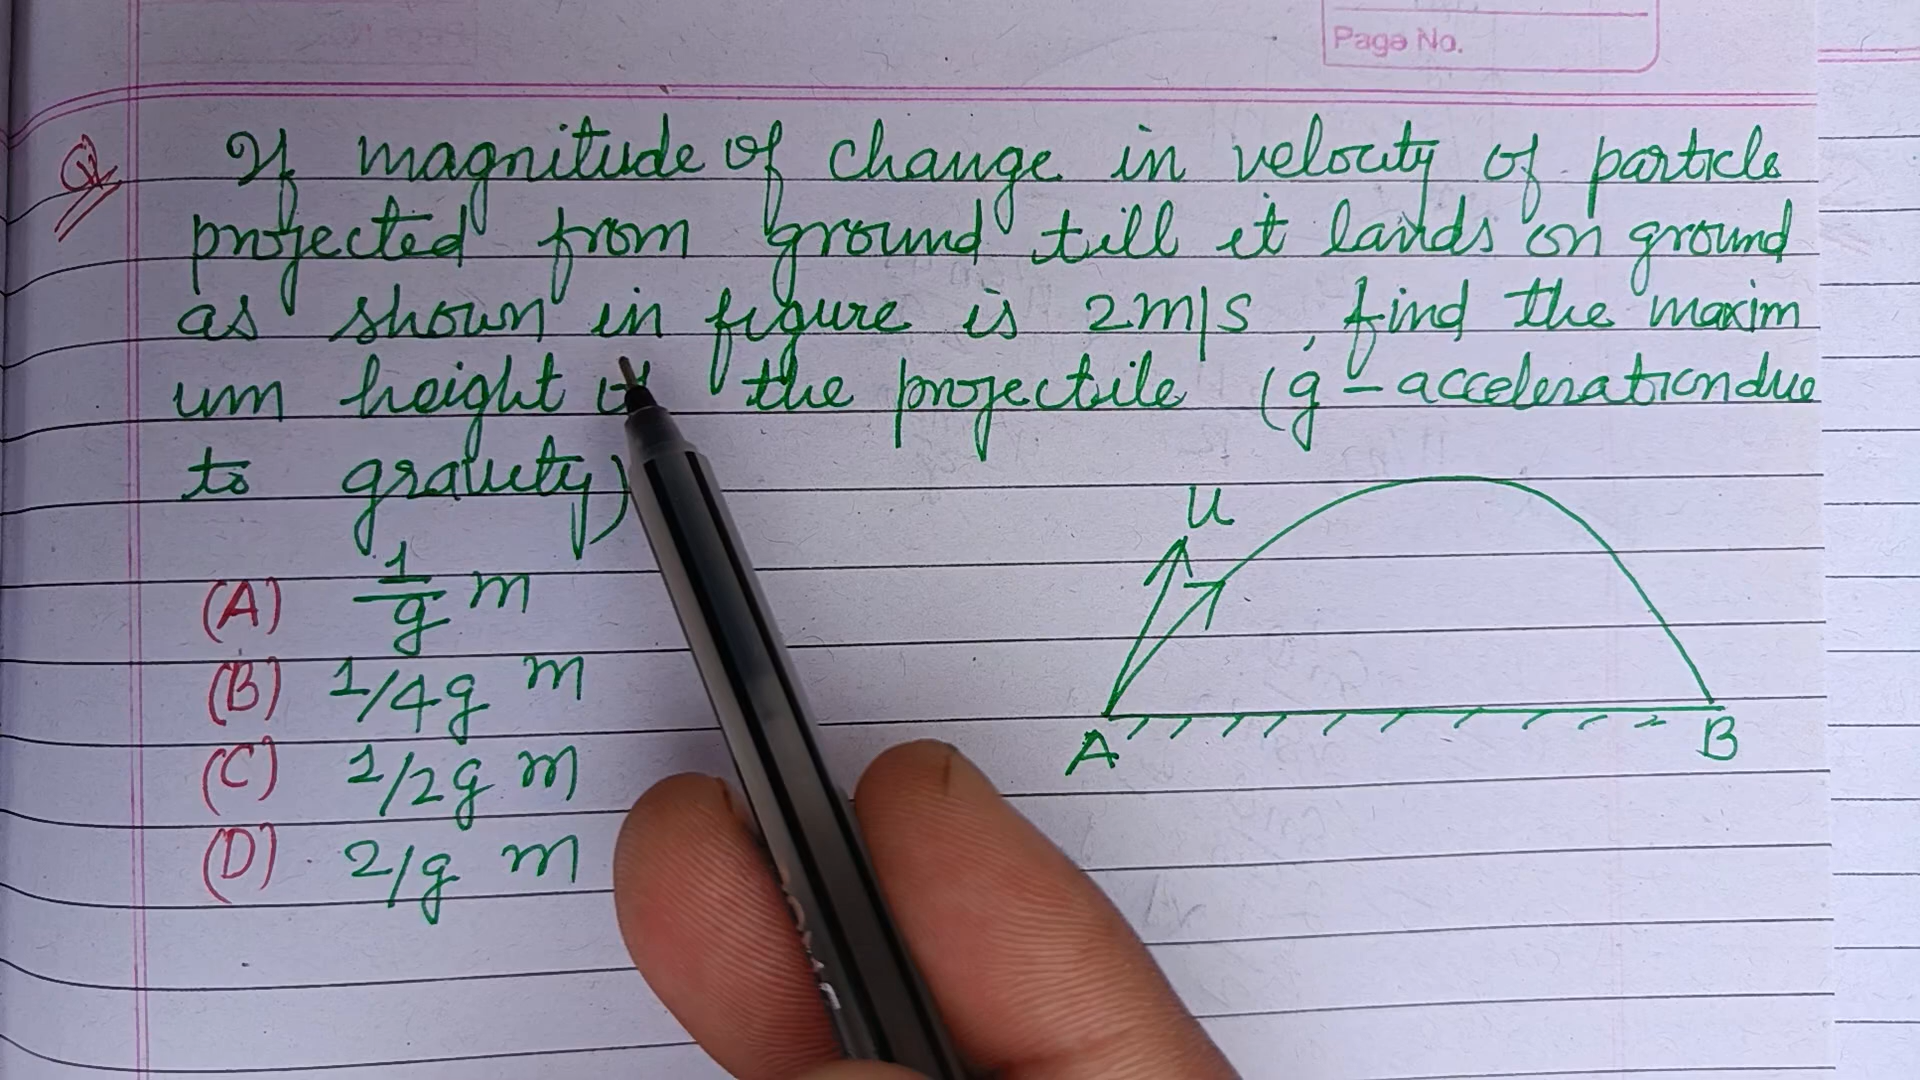 Page No.
Q. If magnitude of change in velocity of particle
projected from ground till it lands on ground
as shown in figure is 2m/s, find the maxim
um height the projectile (g - acceleration due
to gravity)
(A) 1/g m
(B) 1/4g m
(C) 1/2g m
(D) 2/g m
U
A
B